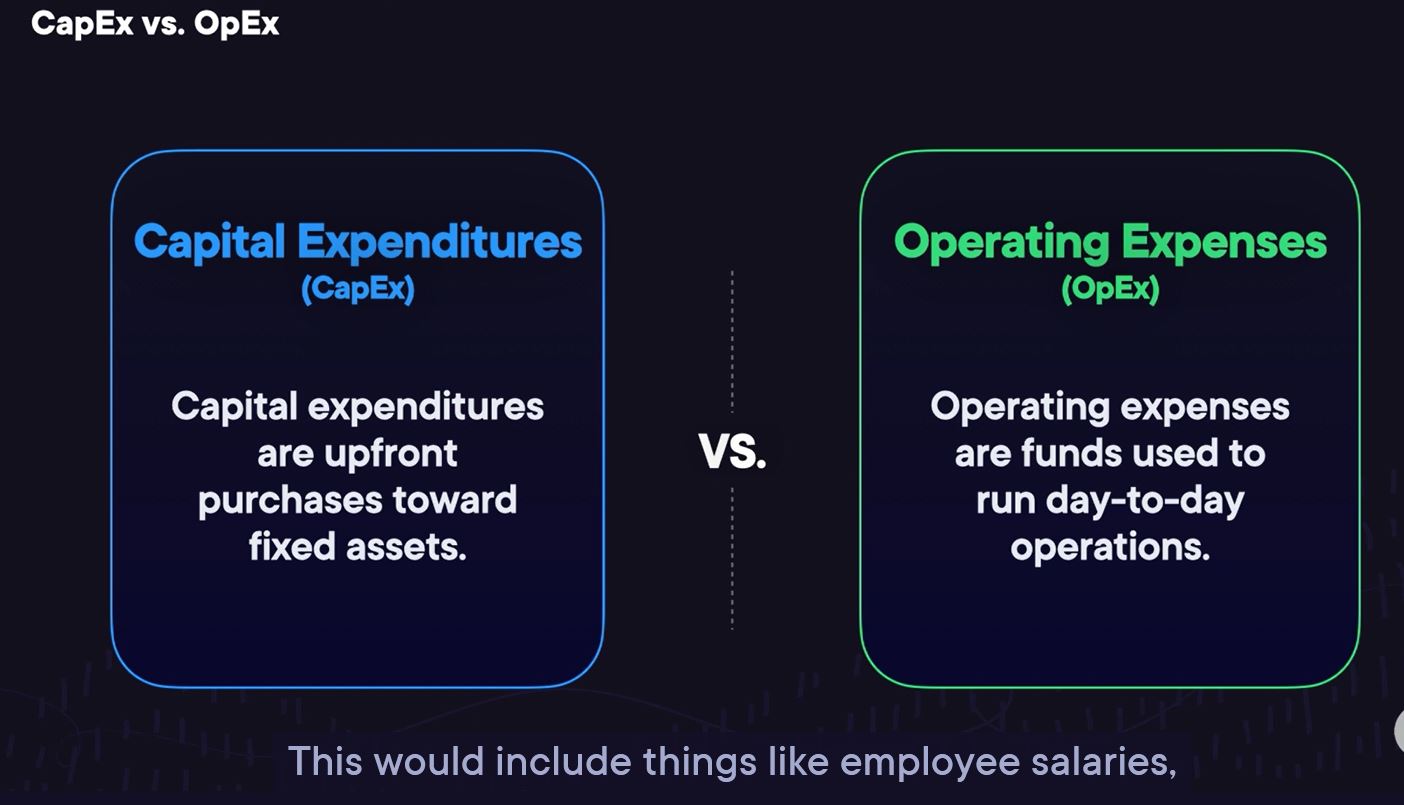 CapEx vs. OpEx
Capital Expenditures
(CapEx)
Capital expenditures
are upfront
purchases toward
fixed assets.
VS.
Operating Expenses
(OpEx)
Operating expenses
are funds used to
run day-to-day
operations.
This would include things like employee salaries,